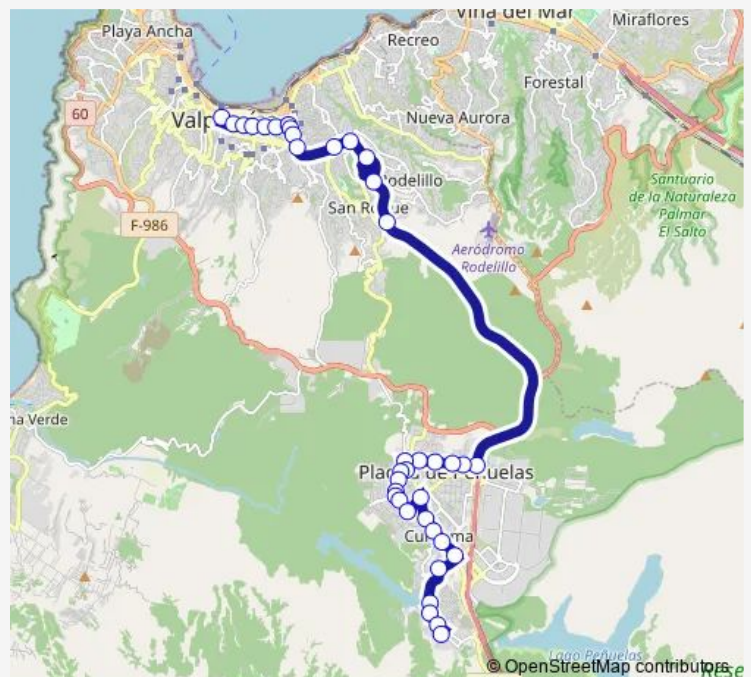 Viña del Mar
Miraflores
Playa Ancha
Recreo
Forestal
60
Nueva Aurora
Rodelillo
Santuario
de la Naturaleza
Palmar
El Salto
San Roque
F-986
Aeródromo
Rodelillo
na Verde
Placilla de Peñuelas
Curauma
Lago Peñuelas
© OpenStreetMap contributors
Rese